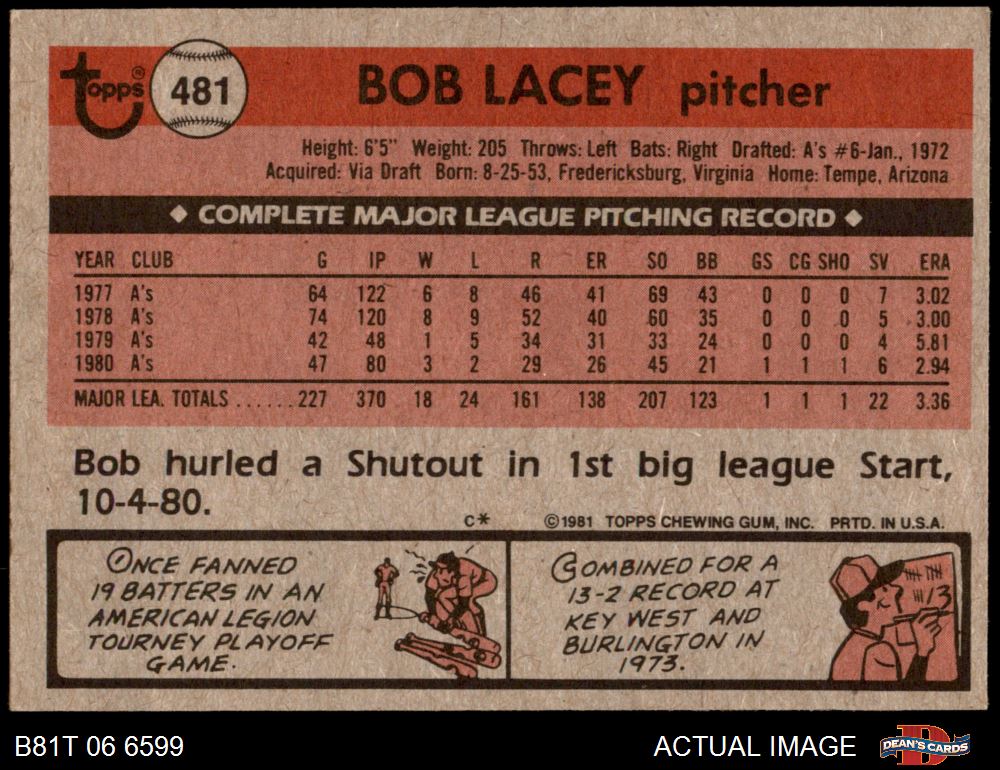 topps® 481 BOB LACEY pitcher
Height: 6'5" Weight: 205 Throws: Left Bats: Right Drafted: A's #6-Jan., 1972
Acquired: Via Draft Born: 8-25-53, Fredericksburg, Virginia Home: Tempe, Arizona
◆ COMPLETE MAJOR LEAGUE PITCHING RECORD ◆
YEAR CLUB G IP W L R ER SO BB GS CG SHO SV ERA
1977 A's 64 122 6 8 46 41 69 43 0 0 0 7 3.02
1978 A's 74 120 8 9 52 40 60 35 0 0 0 5 3.00
1979 A's 42 48 1 5 34 31 33 24 0 0 0 4 5.81
1980 A's 47 80 3 2 29 26 45 21 1 1 1 6 2.94
MAJOR LEA. TOTALS ......227 370 18 24 161 138 207 123 1 1 1 22 3.36
Bob hurled a Shutout in 1st big league Start,
10-4-80.
C* ©1981 TOPPS CHEWING GUM, INC. PRTD. IN U.S.A.
ONCE FANNED
19 BATTERS IN AN
AMERICAN LEGION
TOURNEY PLAYOFF
GAME.
COMBINED FOR A
13-2 RECORD AT
KEY WEST AND
BURLINGTON IN
1973.
13
B81T 06 6599 ACTUAL IMAGE D DEAN'S CARDS